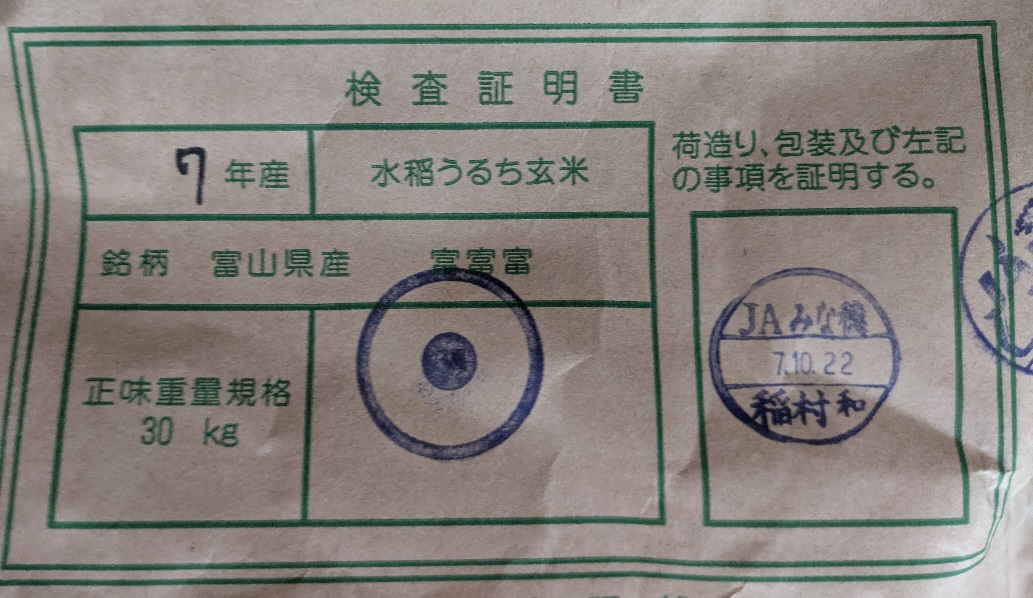 検査証明書
7年産
水稲うるち玄米
銘柄 富山県産 富富富
正味重量規格
30 kg
荷造り、包装及び左記
の事項を証明する。
JAみな穂
7.10.22
稲村 和
JA